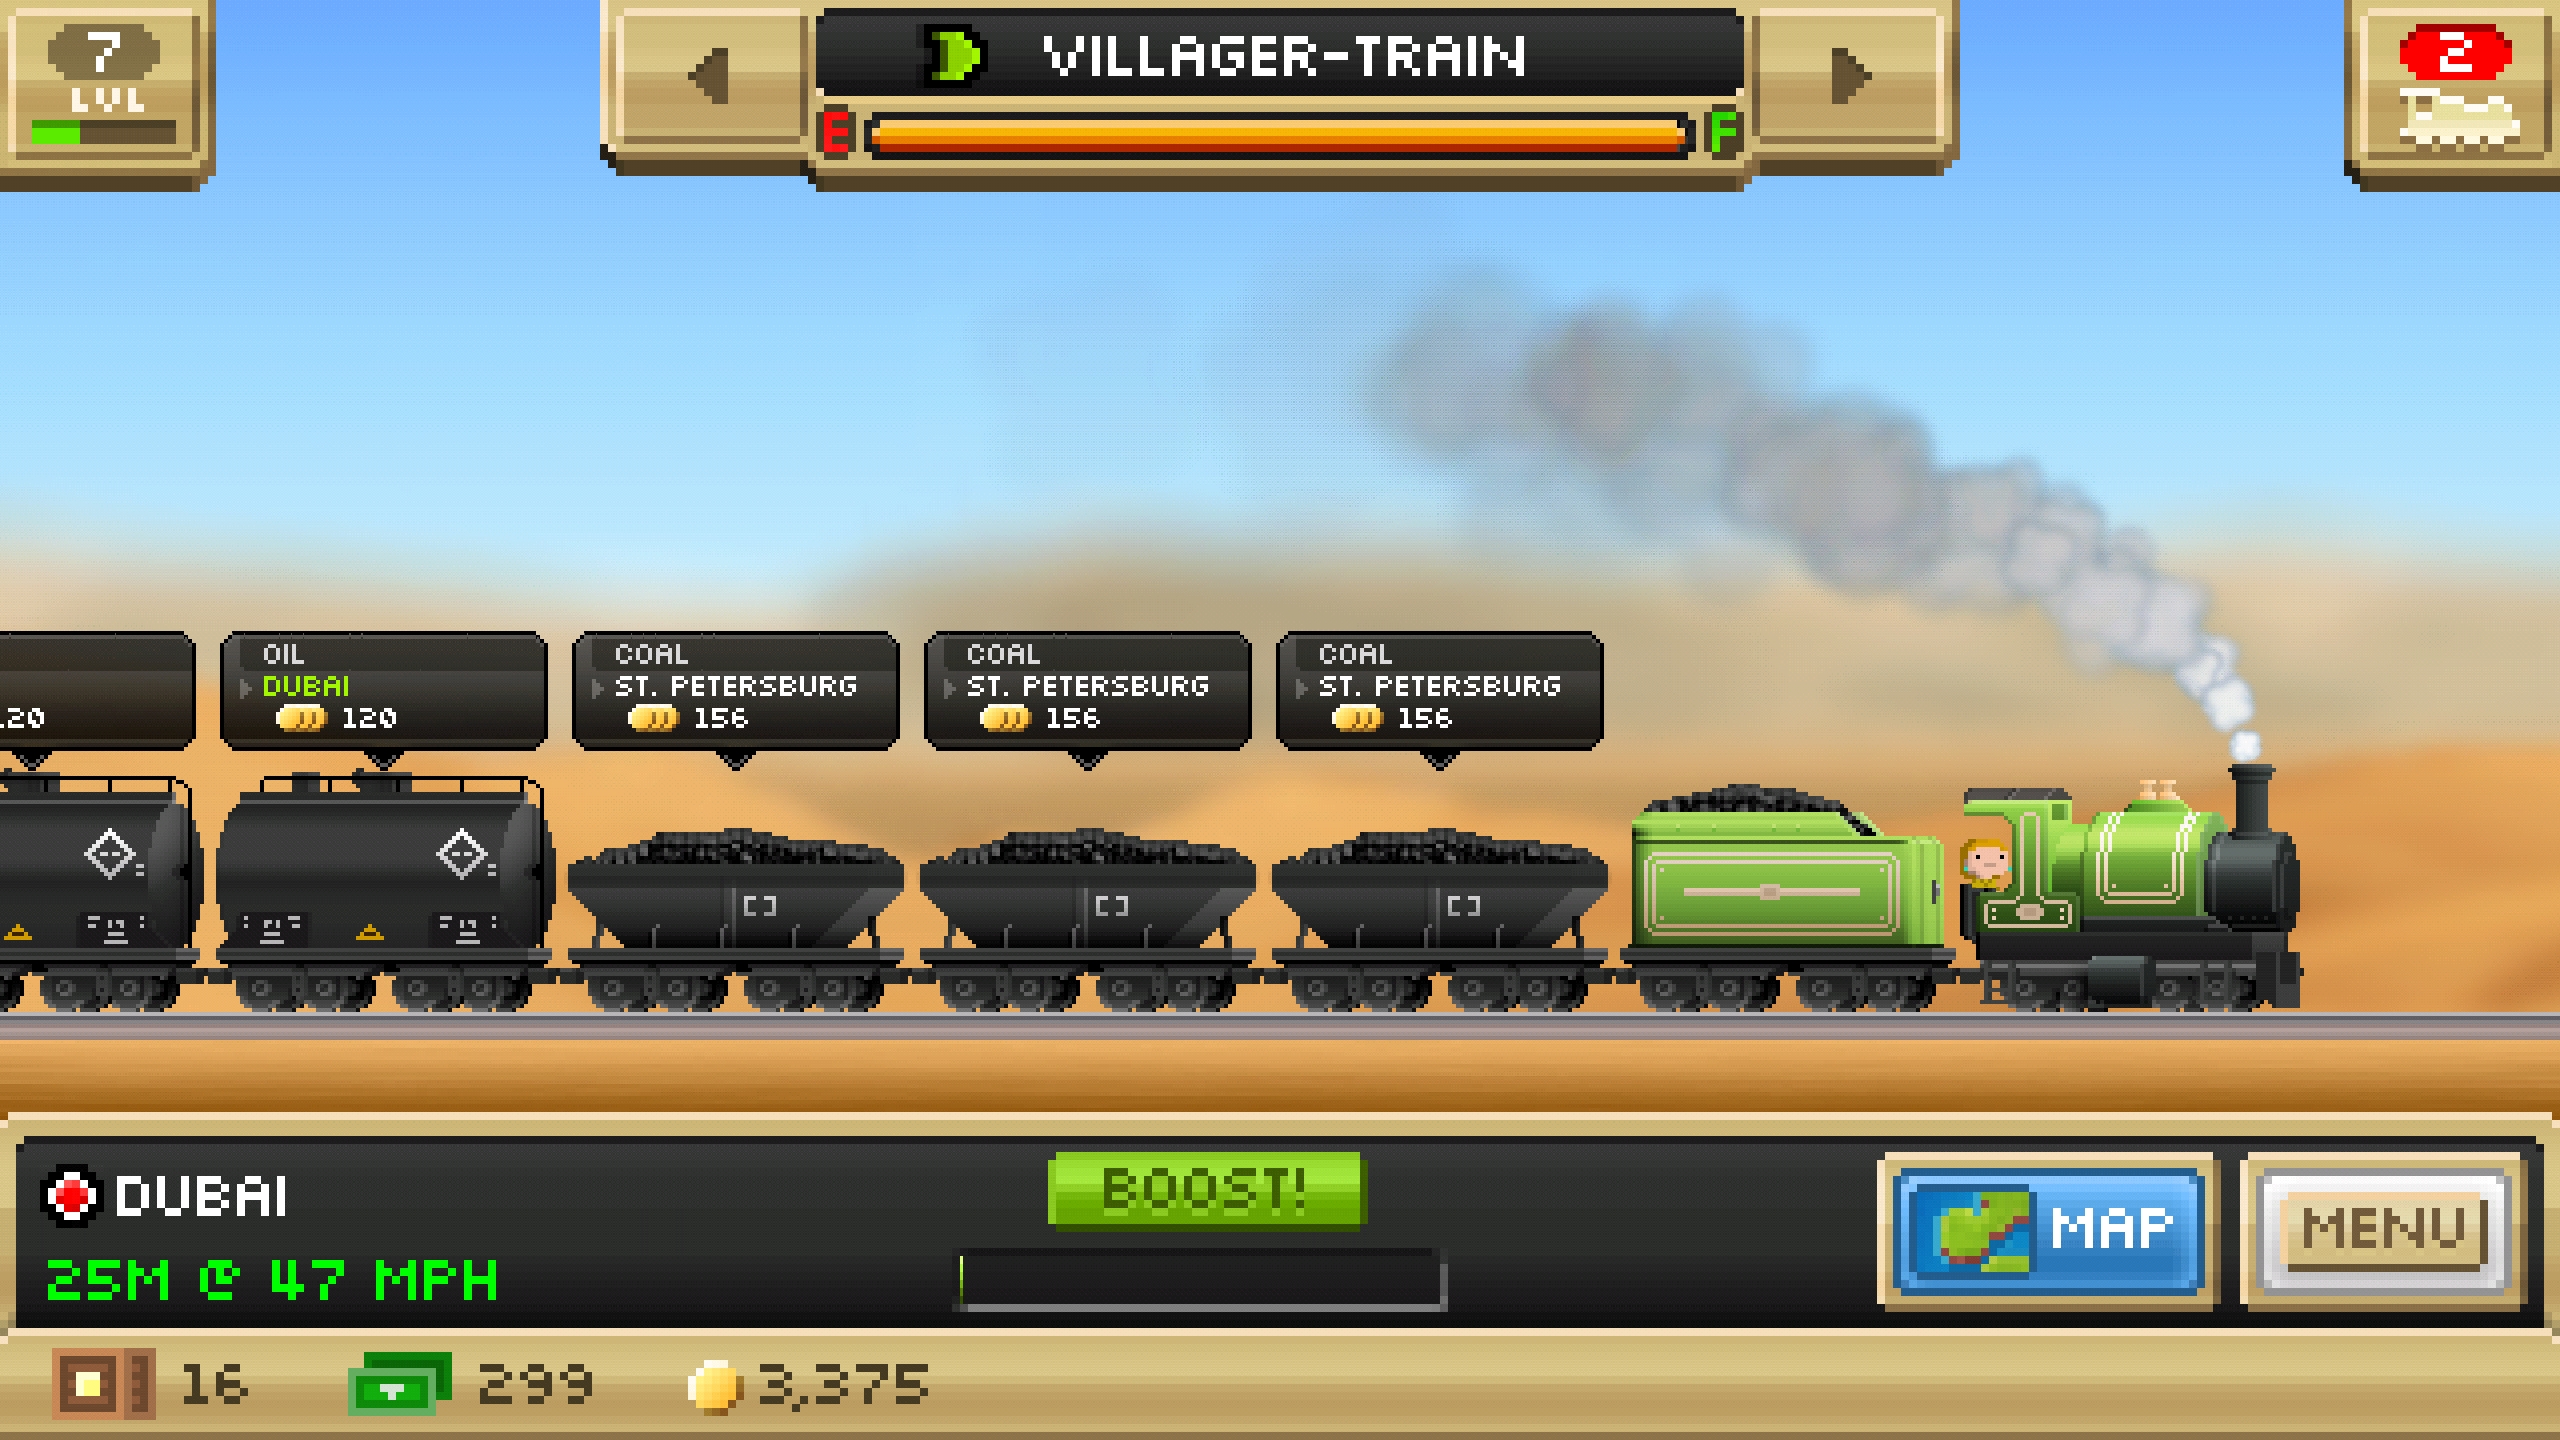 7
LVL
VILLAGER-TRAIN
E
F
2
120
OIL
DUBAI
120
COAL
ST. PETERSBURG
156
COAL
ST. PETERSBURG
156
COAL
ST. PETERSBURG
156
DUBAI
25M @ 47 MPH
BOOST!
MAP
MENU
16
299
3,375